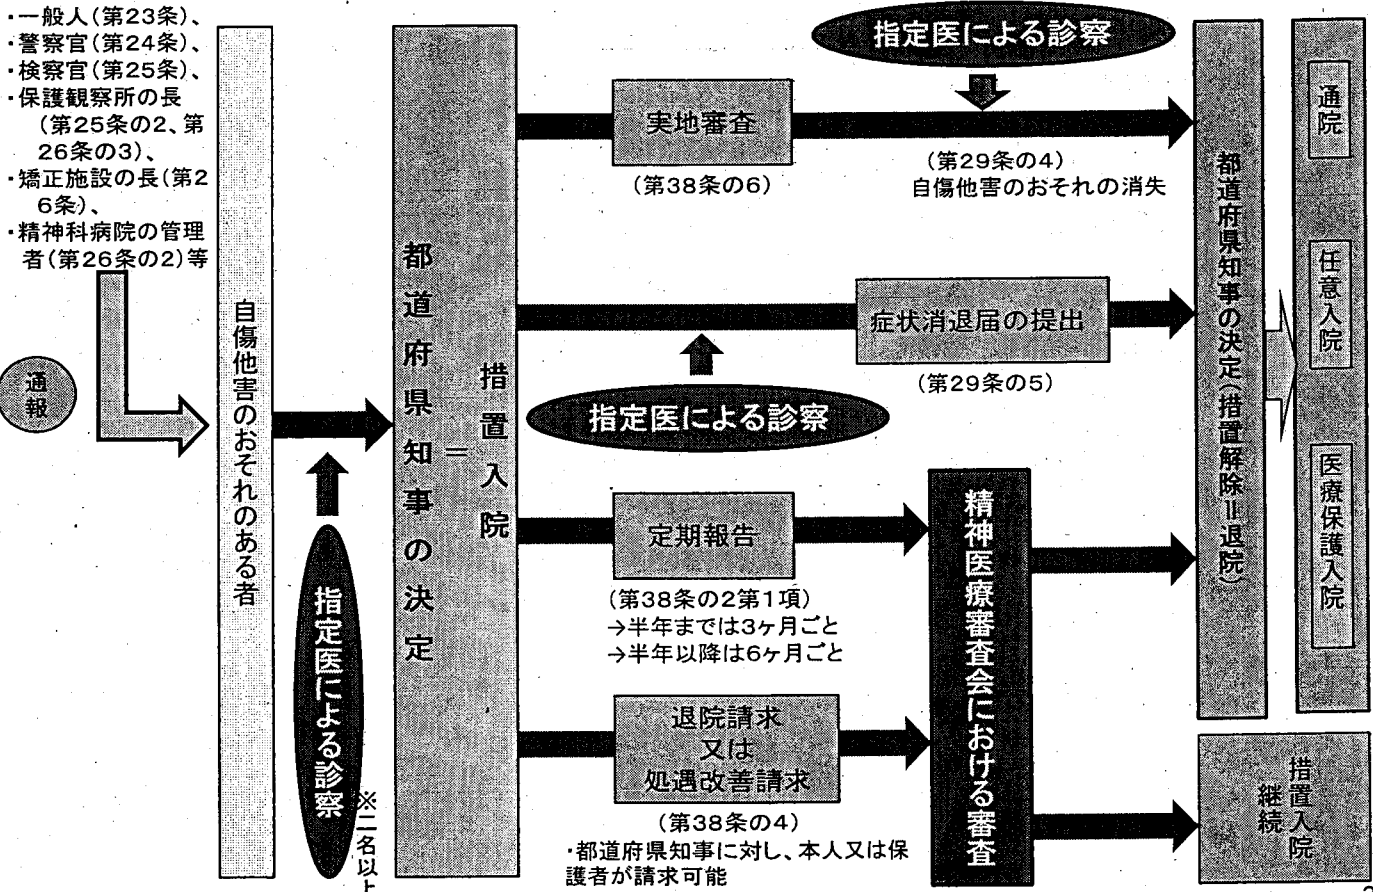 ・一般人(第23条)、
・警察官(第24条)、
・検察官(第25条)、
・保護観察所の長
(第25条の2、第
26条の3)、
・矯正施設の長(第2
6条)、
・精神科病院の管理
者(第26条の2)等
通報
自傷他害のおそれのある者
指定医による診察
※二名以上
都道府県知事の決定
＝
措置入院
実地審査
(第38条の6)
指定医による診察
(第29条の4)
自傷他害のおそれの消失
指定医による診察
症状消退届の提出
(第29条の5)
定期報告
(第38条の2第1項)
→半年までは3ヶ月ごと
→半年以降は6ヶ月ごと
退院請求
又は
処遇改善請求
(第38条の4)
・都道府県知事に対し、本人又は保
護者が請求可能
精神医療審査会における審査
都道府県知事の決定(措置解除＝退院)
通院
任意入院
医療保護入院
措置入院
継続